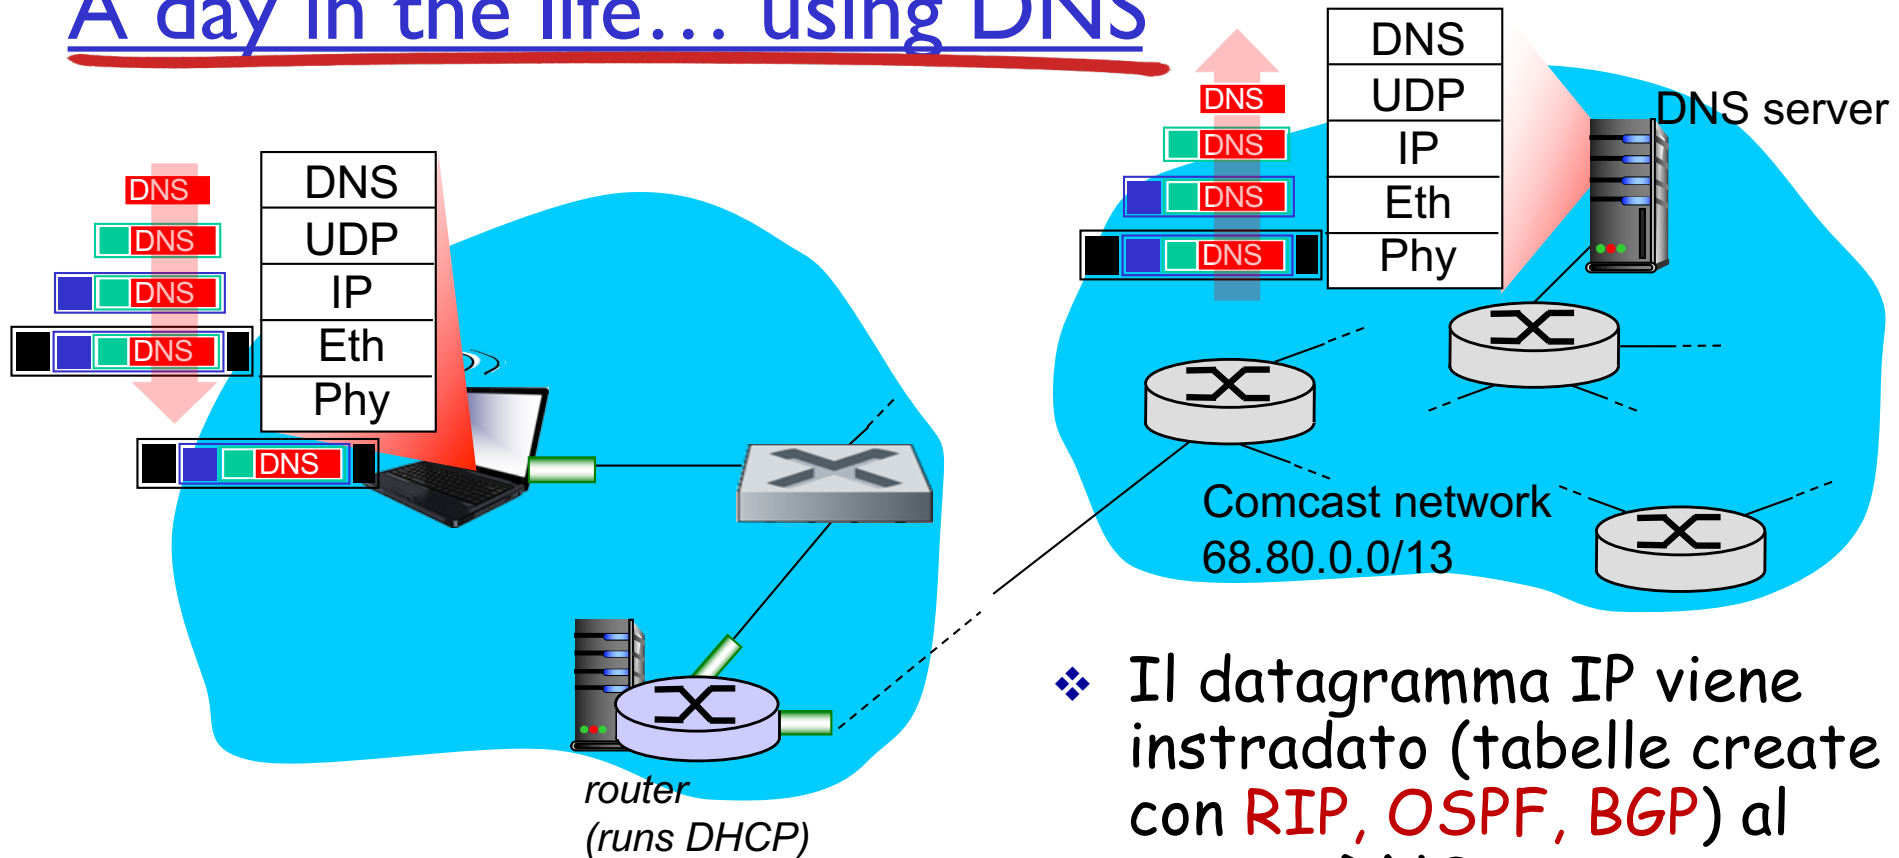 A day in the life… using DNS
DNS
DNS
DNS
DNS
DNS
DNS
UDP
IP
Eth
Phy
router
(runs DHCP)
DNS
DNS
DNS
DNS
DNS
UDP
IP
Eth
Phy
DNS server
Comcast network
68.80.0.0/13
Il datagramma IP viene
instradato (tabelle create
con RIP, OSPF, BGP) al